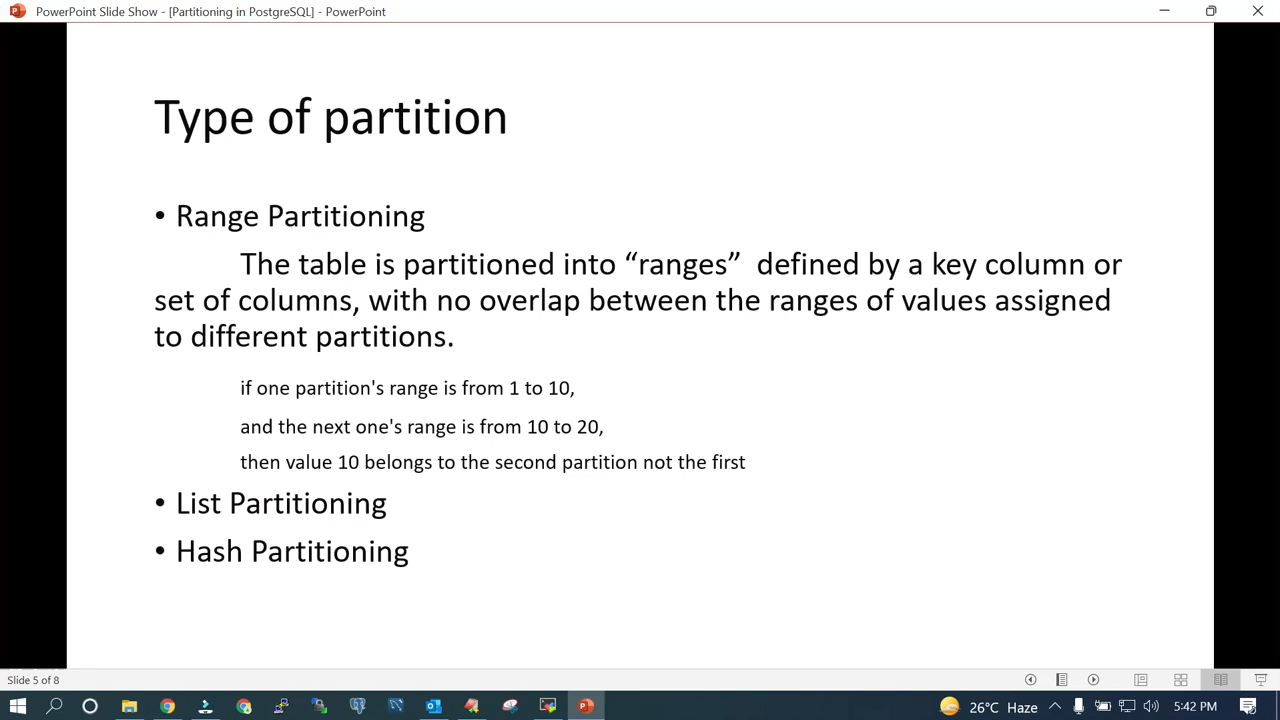 PowerPoint Slide Show - [Partitioning in PostgreSQL] - PowerPoint
Type of partition
• Range Partitioning
The table is partitioned into “ranges”  defined by a key column or
set of columns, with no overlap between the ranges of values assigned
to different partitions.
if one partition's range is from 1 to 10,
and the next one's range is from 10 to 20,
then value 10 belongs to the second partition not the first
• List Partitioning
• Hash Partitioning
Slide 5 of 8
26°C Haze
5:42 PM